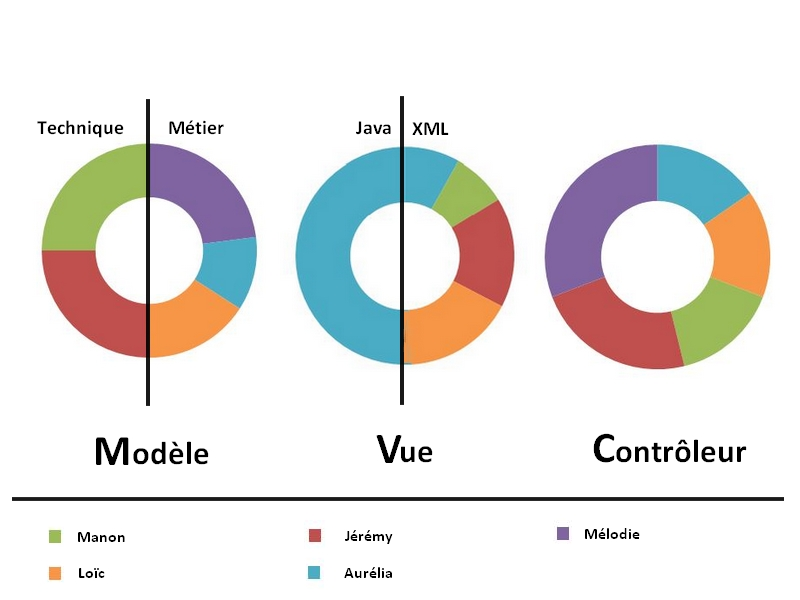 Technique Métier
Java XML
Modèle
Vue
Contrôleur
Manon
Jérémy
Mélodie
Loïc
Aurélia